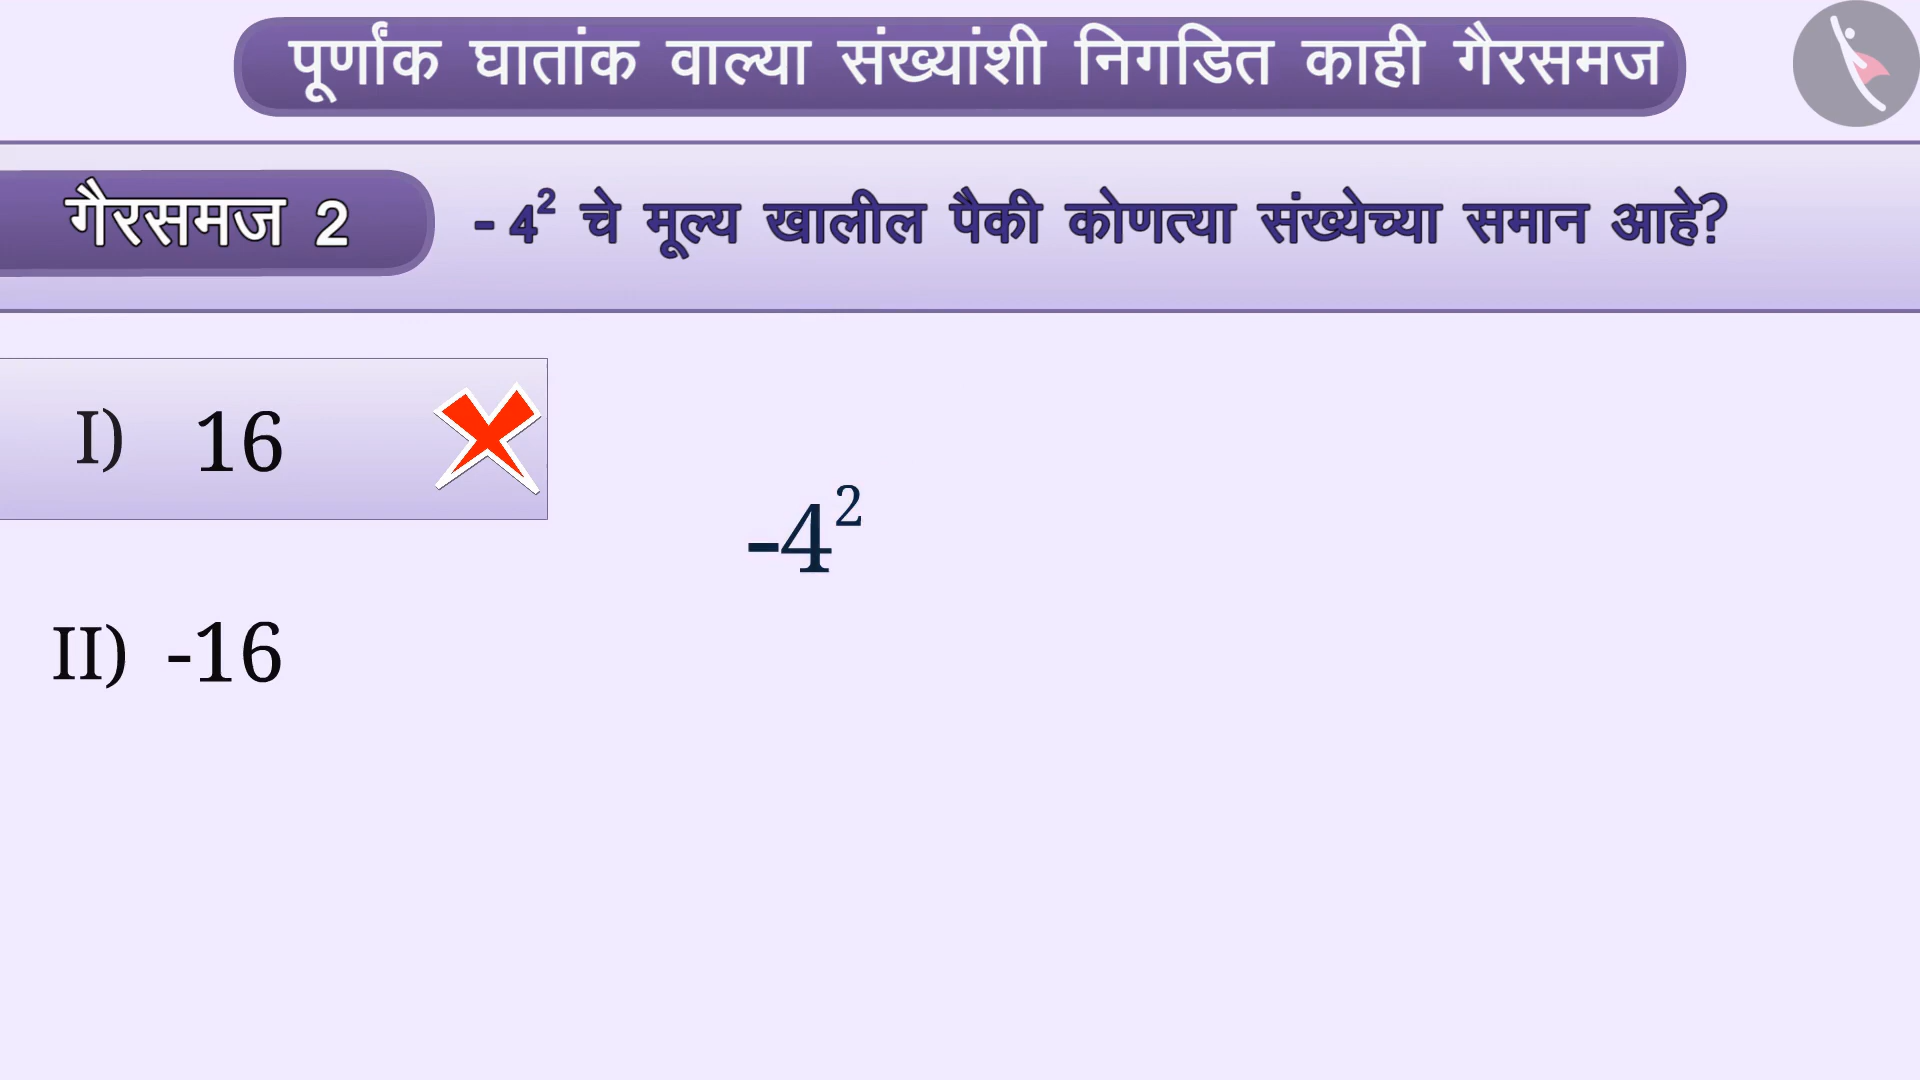 पूर्णांक घातांक वाल्या संख्यांशी निगडित काही गैरसमज
गैरसमज 2
- 4² चे मूल्य खालील पैकी कोणत्या संख्येच्या समान आहे?
I) 16
-4²
II) -16